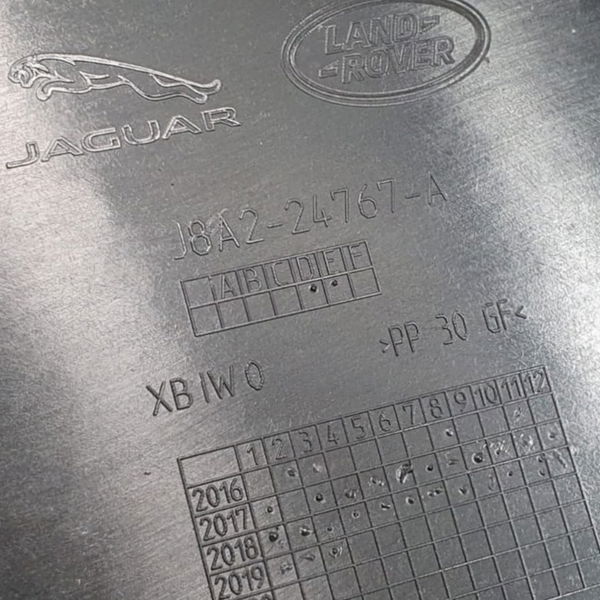 LAND
ROVER
JAGUAR
J8A2-24767-A
A B C D E F
>PP 30 GF<
XBIW0
1 2 3 4 5 6 7 8 9 10 11 12
2016
2017
2018
2019